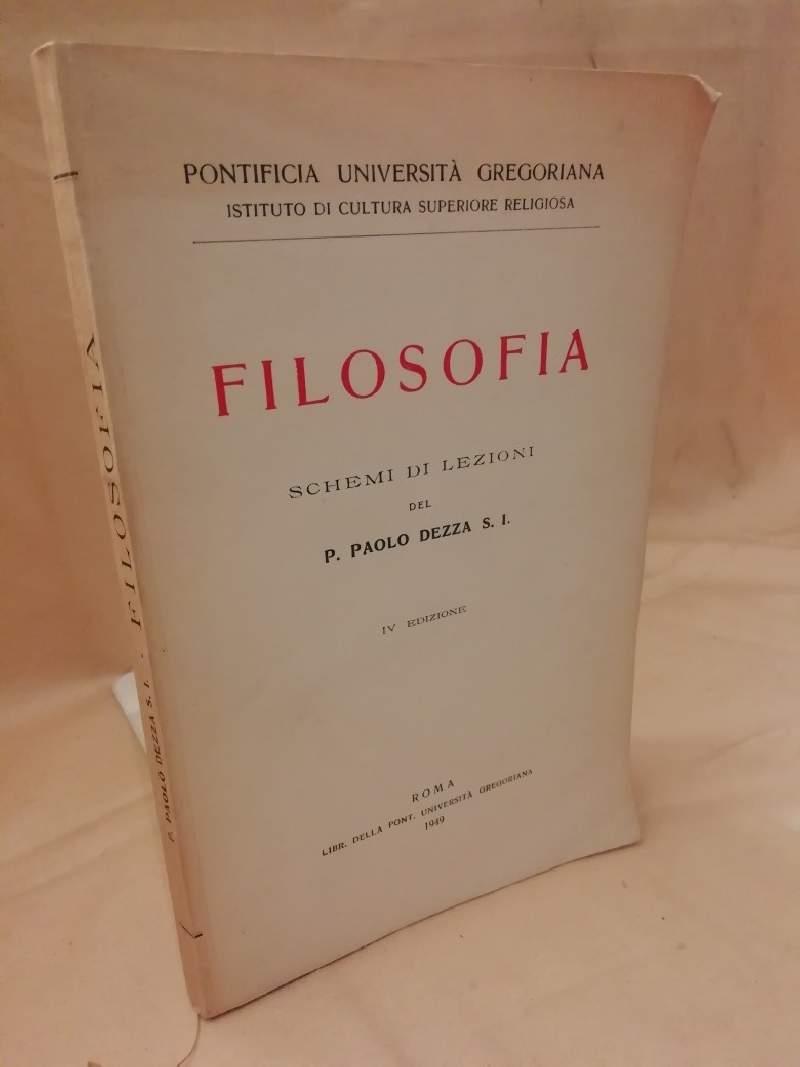 PONTIFICIA UNIVERSITÀ GREGORIANA
ISTITUTO DI CULTURA SUPERIORE RELIGIOSA
FILOSOFIA
SCHEMI DI LEZIONI
DEL
P. PAOLO DEZZA S. I.
IV EDIZIONE
ROMA
LIBR. DELLA PONT. UNIVERSITÀ GREGORIANA
1949
P. PAOLO DEZZA S. I. - FILOSOFIA